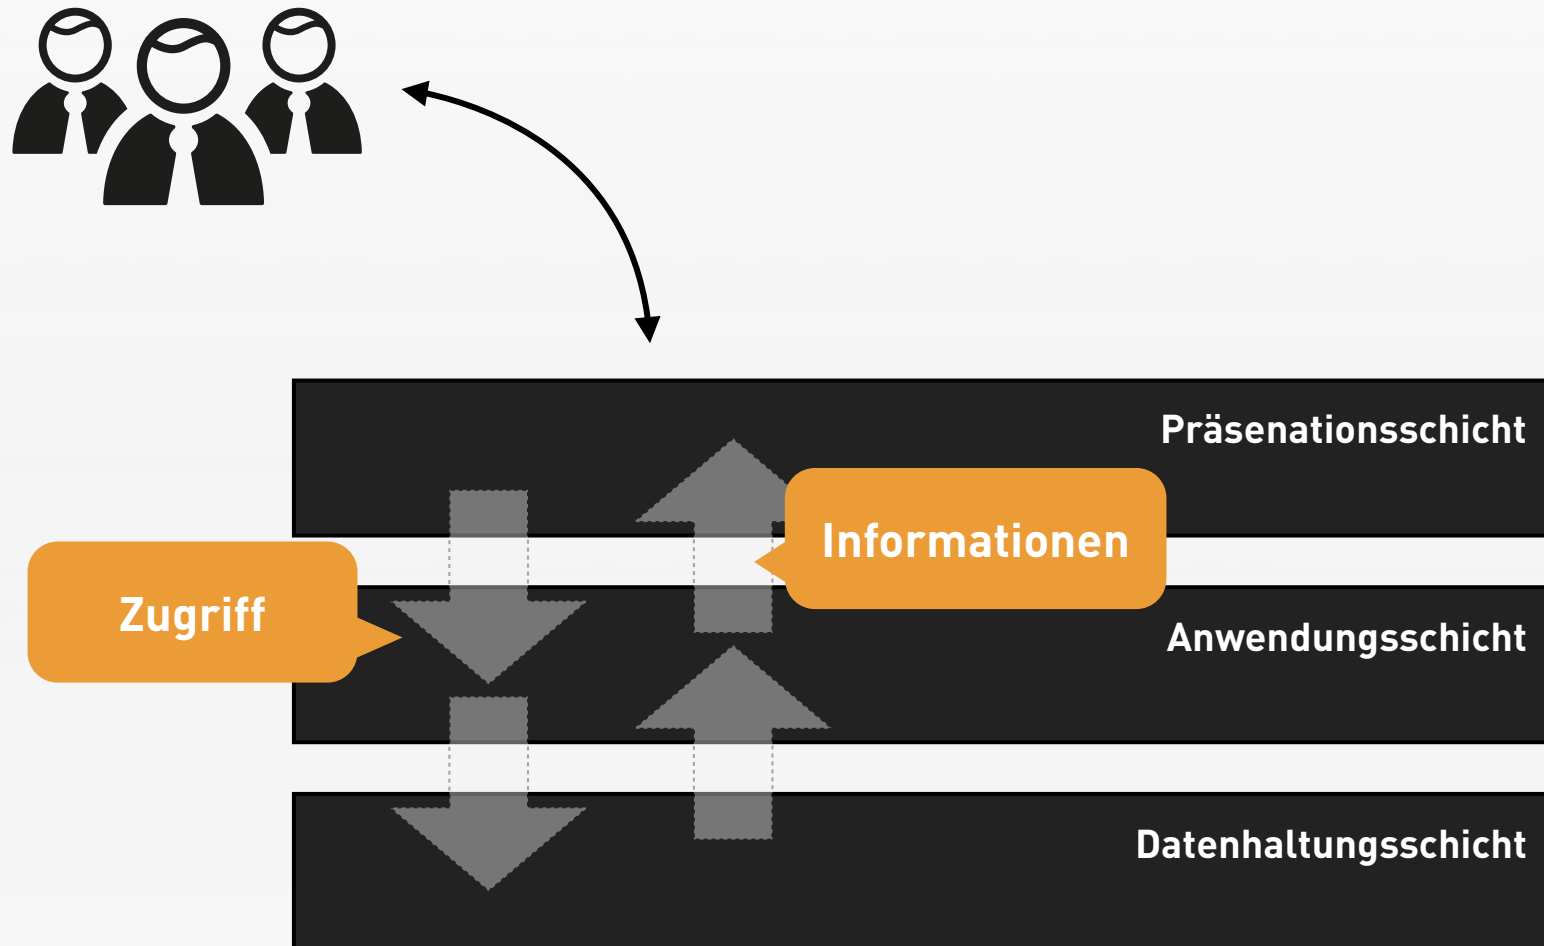 Präsenationsschicht
Informationen
Zugriff
Anwendungsschicht
Datenhaltungsschicht